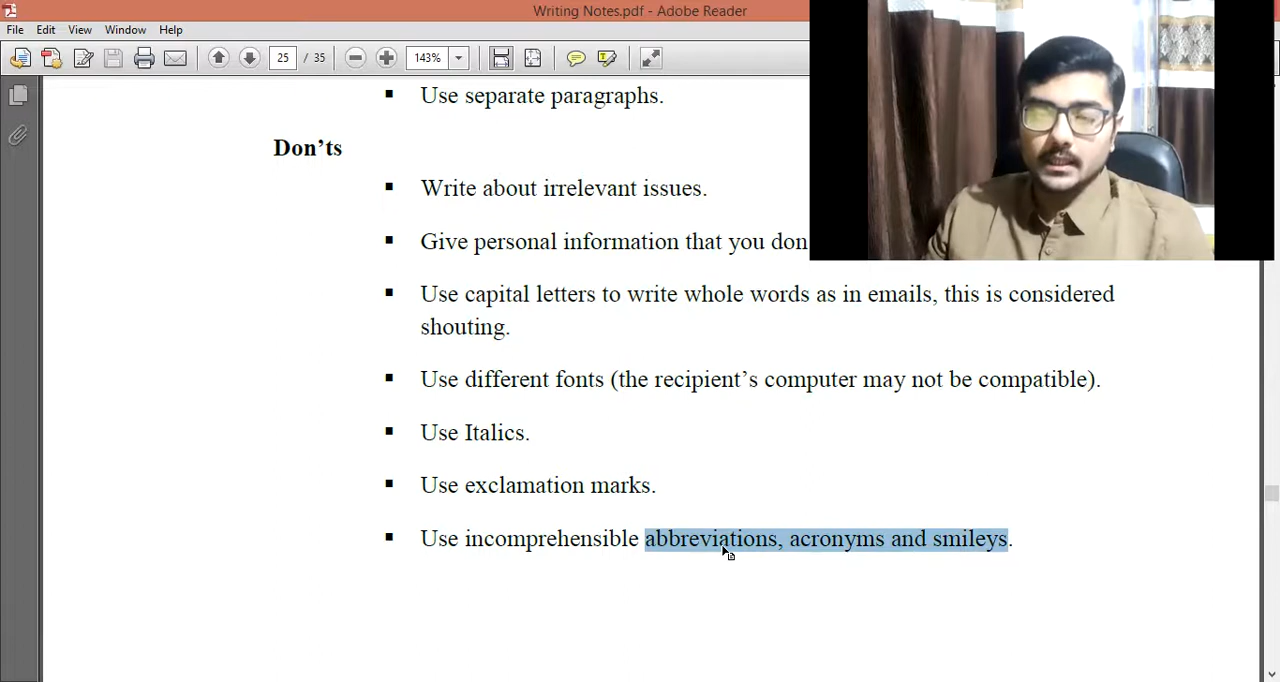 Writing Notes.pdf - Adobe Reader
File Edit View Window Help
25 / 35 143%
▪ Use separate paragraphs.
Don’ts
▪ Write about irrelevant issues.
▪ Give personal information that you don
▪ Use capital letters to write whole words as in emails, this is considered
shouting.
▪ Use different fonts (the recipient’s computer may not be compatible).
▪ Use Italics.
▪ Use exclamation marks.
▪ Use incomprehensible abbreviations, acronyms and smileys.